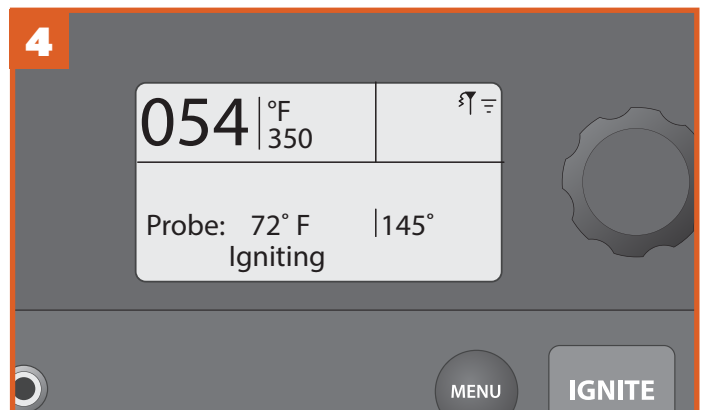 4
054 °F
350
Probe: 72° F 145°
Igniting
MENU
IGNITE